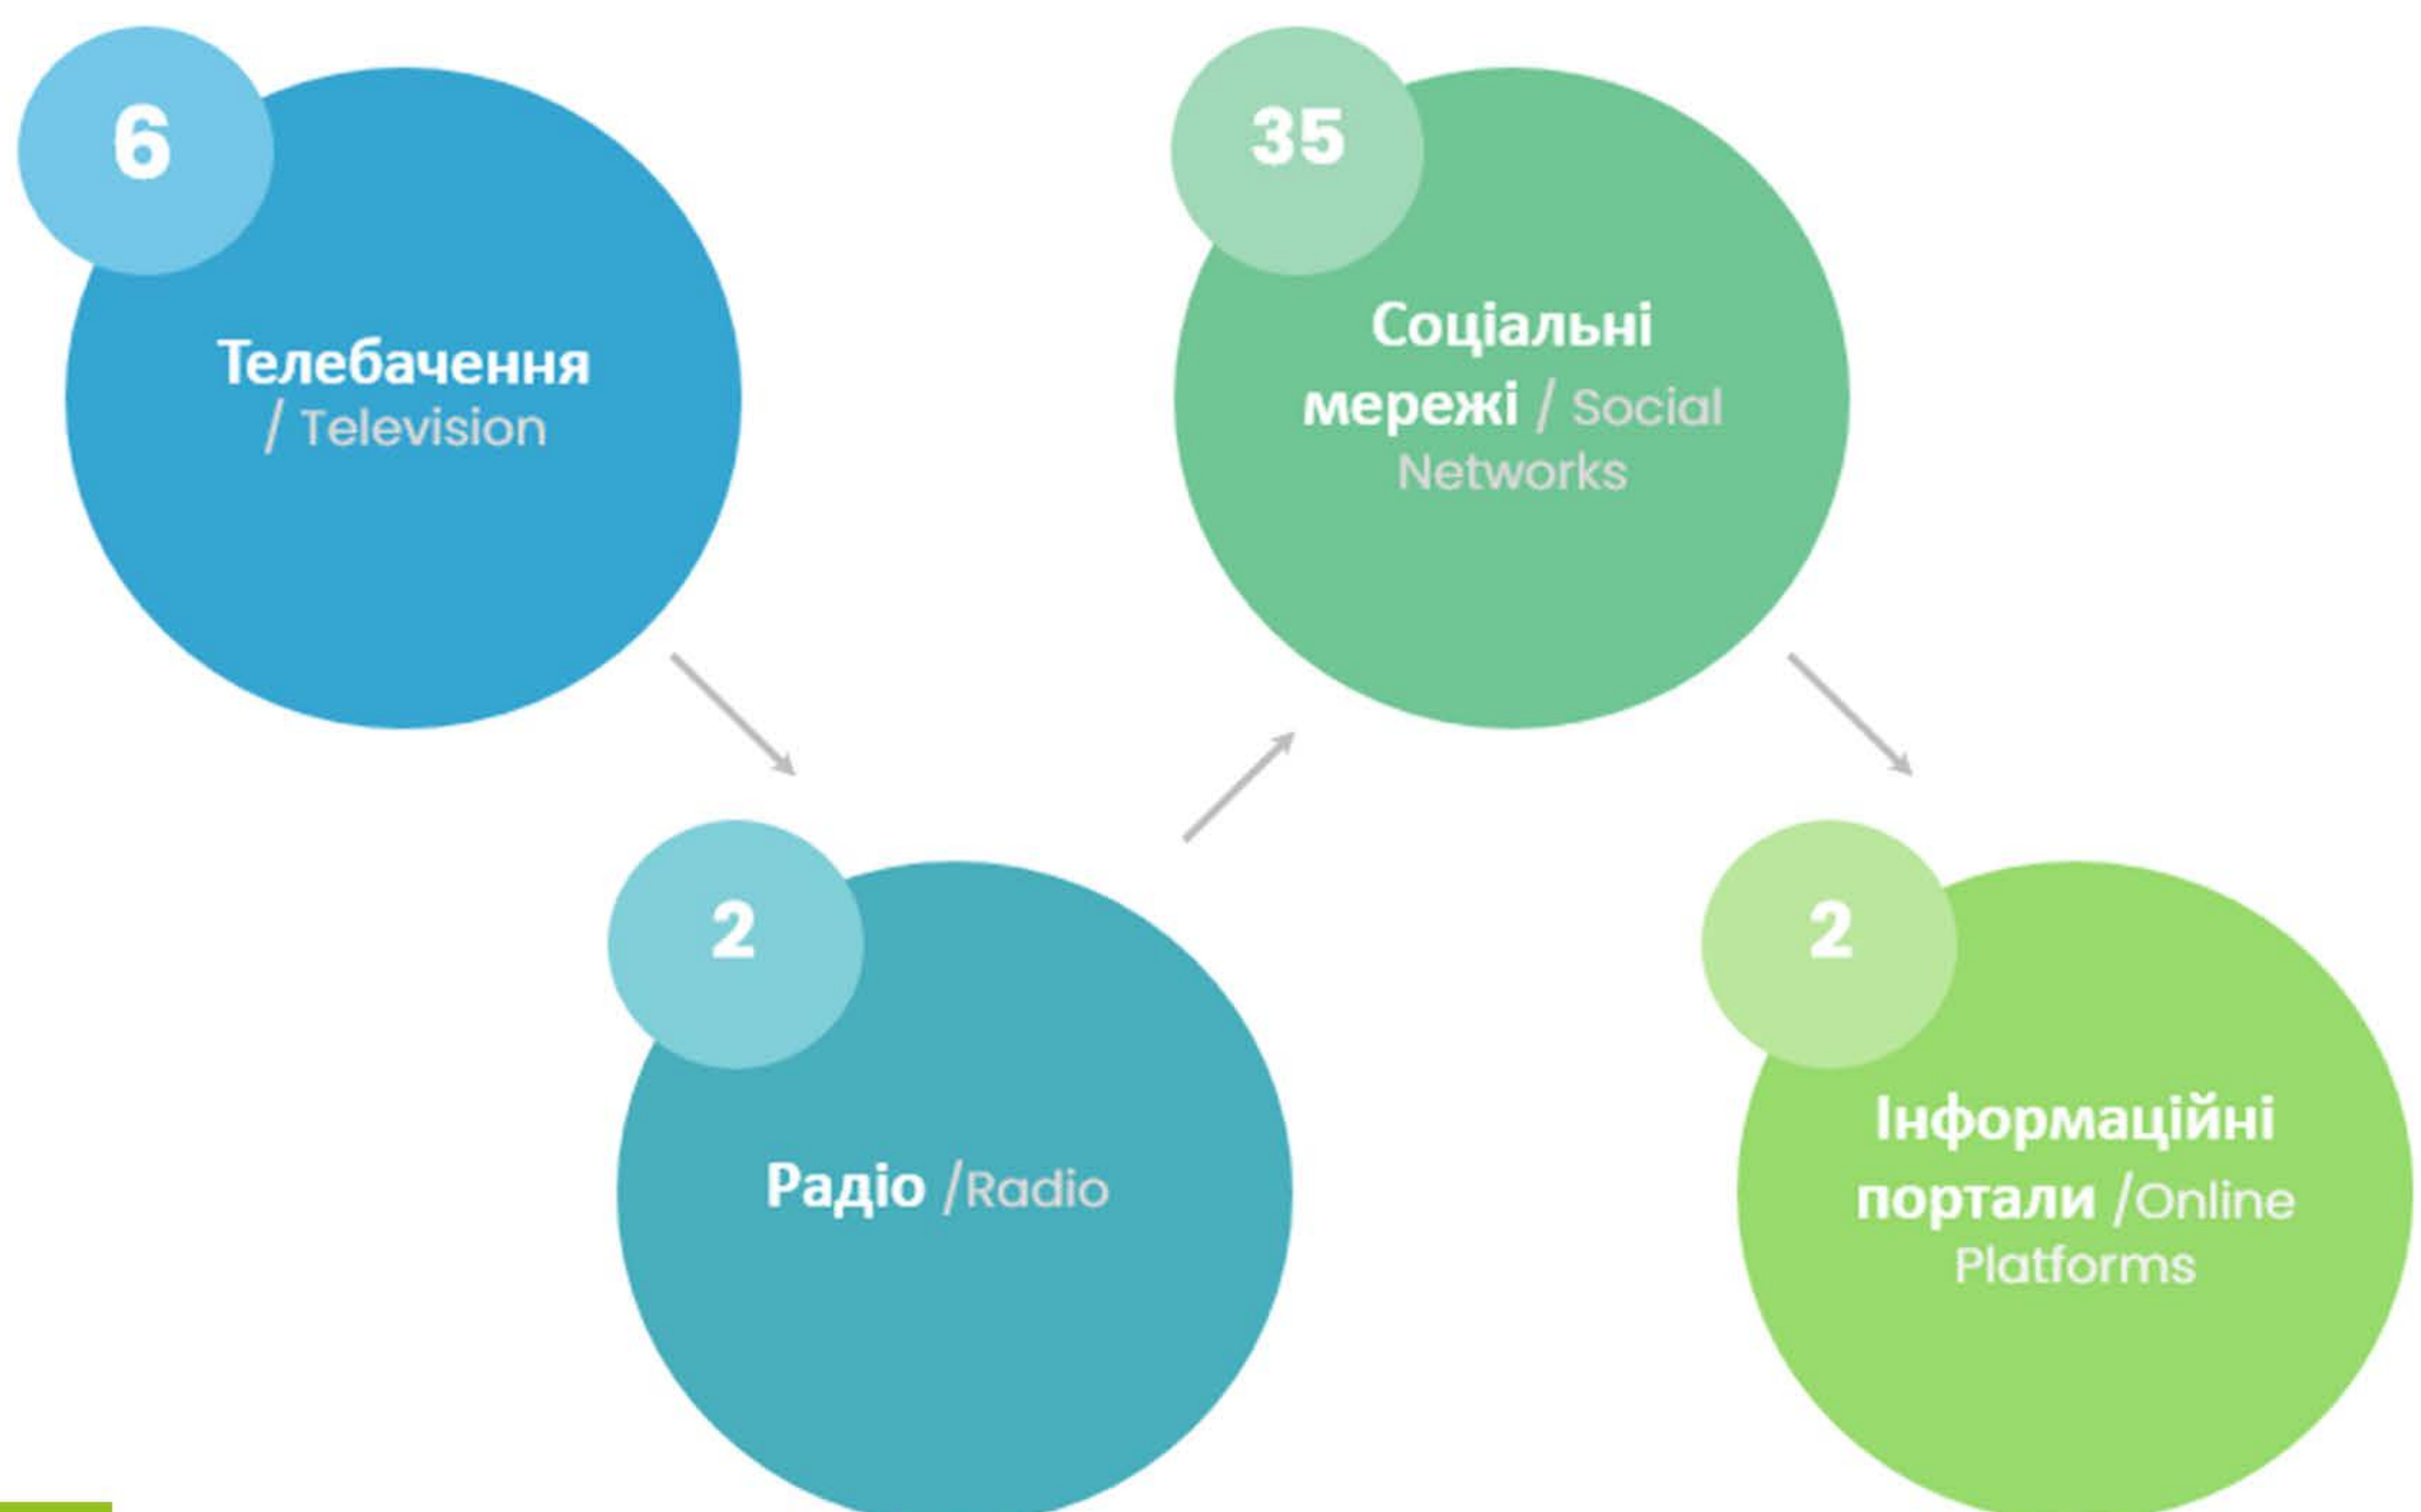 6
Телебачення
/ Television
2
Радіо /Radio
35
Соціальні
мережі / Social
Networks
2
Інформаційні
портали /Online
Platforms